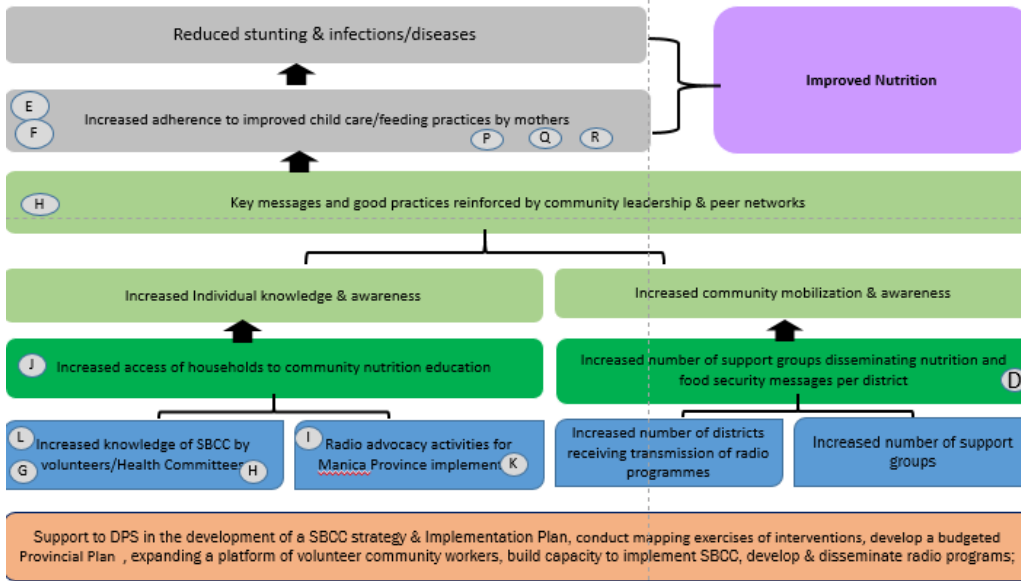 Reduced stunting & infections/diseases
Improved Nutrition
E
Increased adherence to improved child care/feeding practices by mothers
F
P Q R
H
Key messages and good practices reinforced by community leadership & peer networks
Increased Individual knowledge & awareness
Increased community mobilization & awareness
J
Increased access of households to community nutrition education
Increased number of support groups disseminating nutrition and
food security messages per district
D
L
Increased knowledge of SBCC by
G
volunteers/Health Committees
H
I
Radio advocacy activities for
Manica Province implement
K
Increased number of districts
receiving transmission of radio
programmes
Increased number of support
groups
Support to DPS in the development of a SBCC strategy & Implementation Plan, conduct mapping exercises of interventions, develop a budgeted
Provincial Plan , expanding a platform of volunteer community workers, build capacity to implement SBCC, develop & disseminate radio programs;